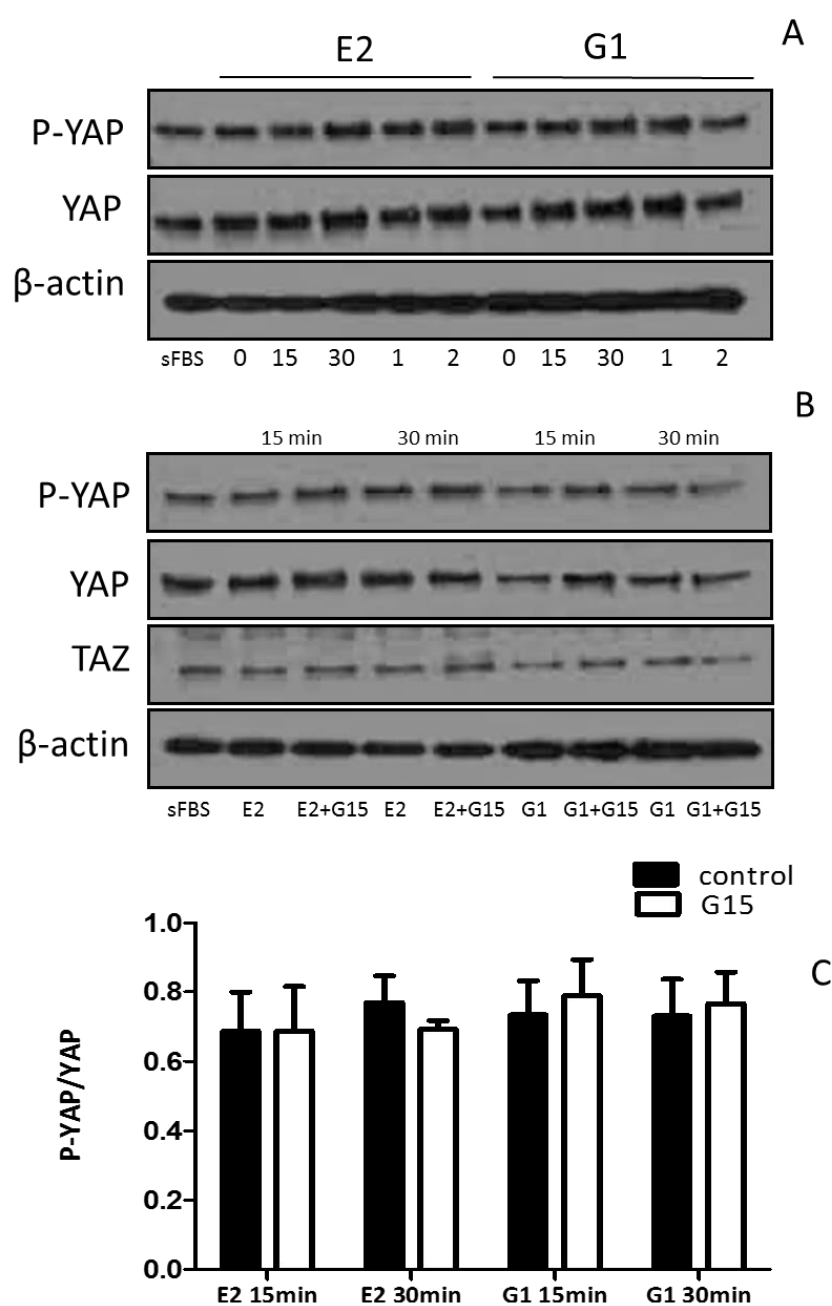 A
E2 G1
P-YAP
YAP
β-actin
sFBS 0 15 30 1 2 0 15 30 1 2
B
15 min 30 min 15 min 30 min
P-YAP
YAP
TAZ
β-actin
sFBS E2 E2+G15 E2 E2+G15 G1 G1+G15 G1 G1+G15
control
G15
C
1.0
0.8
0.6
0.4
0.2
0.0
P-YAP/YAP
E2 15min E2 30min G1 15min G1 30min